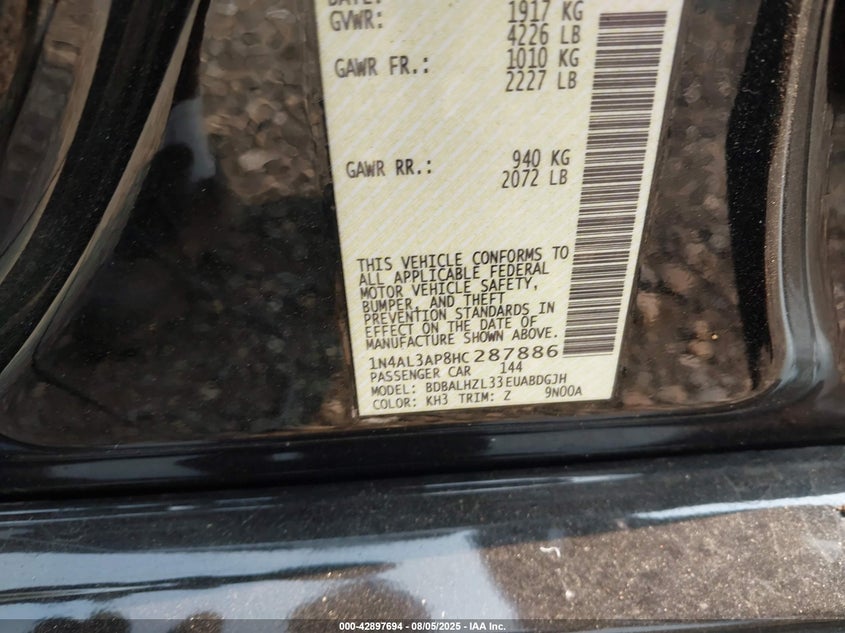 DATE:
GVWR: 1917 KG
4226 LB
GAWR FR.: 1010 KG
2227 LB
GAWR RR.: 940 KG
2072 LB
THIS VEHICLE CONFORMS TO
ALL APPLICABLE FEDERAL
MOTOR VEHICLE SAFETY,
BUMPER, AND THEFT
PREVENTION STANDARDS IN
EFFECT ON THE DATE OF
MANUFACTURE SHOWN ABOVE.
1N4AL3AP8HC287886
PASSENGER CAR 144
MODEL: BDBALHZL33EUABDGJH
COLOR: KH3 TRIM: Z 9N00A
000-42897694 - 08/05/2025 - IAA Inc.